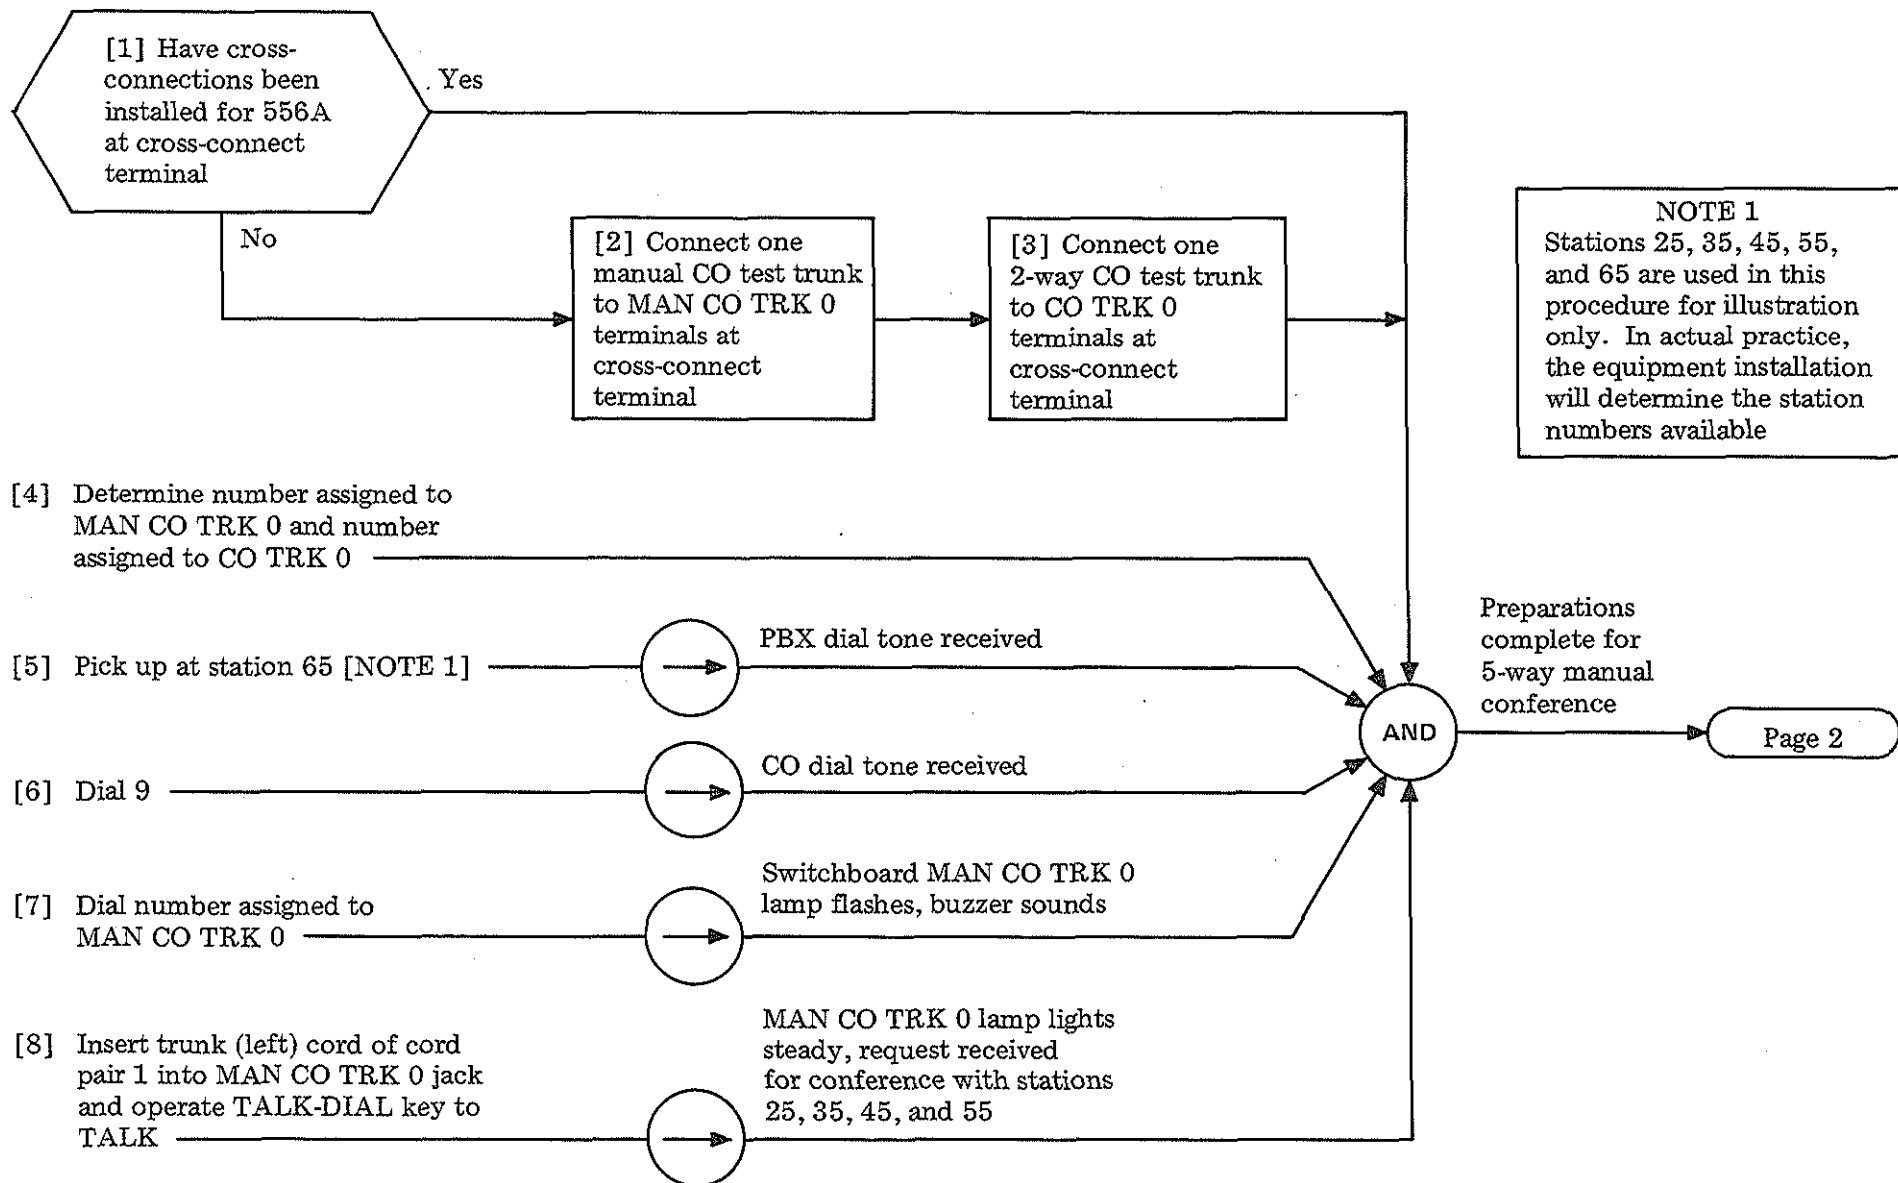 [1] Have cross-
connections been
installed for 556A
at cross-connect
terminal
Yes
No
[2] Connect one
manual CO test trunk
to MAN CO TRK 0
terminals at
cross-connect
terminal
[3] Connect one
2-way CO test trunk
to CO TRK 0
terminals at
cross-connect
terminal
NOTE 1
Stations 25, 35, 45, 55,
and 65 are used in this
procedure for illustration
only. In actual practice,
the equipment installation
will determine the station
numbers available
[4] Determine number assigned to
MAN CO TRK 0 and number
assigned to CO TRK 0
[5] Pick up at station 65 [NOTE 1]
PBX dial tone received
[6] Dial 9
CO dial tone received
[7] Dial number assigned to
MAN CO TRK 0
Switchboard MAN CO TRK 0
lamp flashes, buzzer sounds
[8] Insert trunk (left) cord of cord
pair 1 into MAN CO TRK 0 jack
and operate TALK-DIAL key to
TALK
MAN CO TRK 0 lamp lights
steady, request received
for conference with stations
25, 35, 45, and 55
AND
Preparations
complete for
5-way manual
conference
Page 2